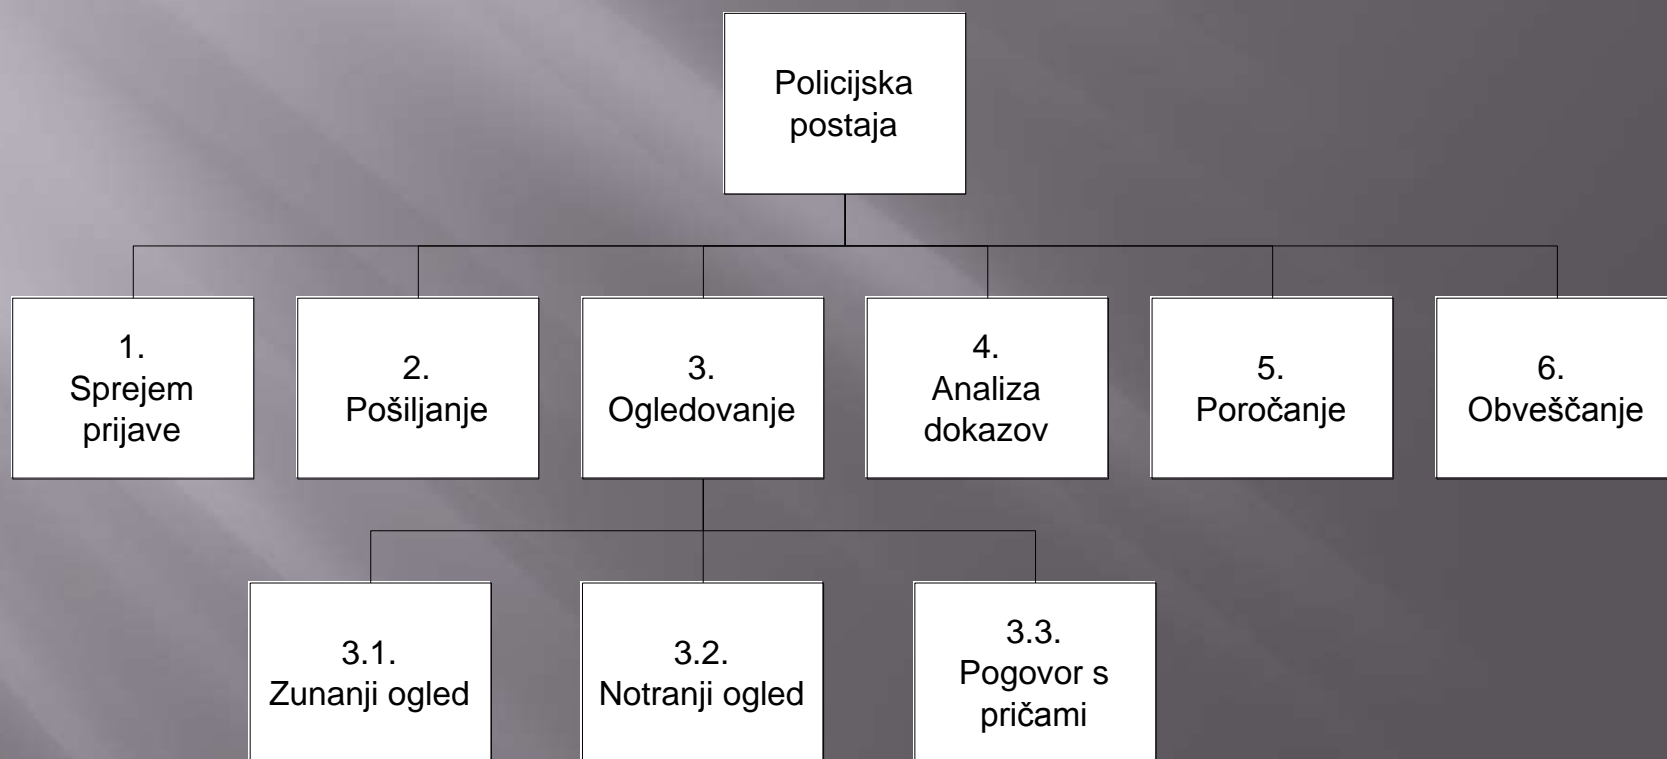 Policijska
postaja
1.
Sprejem
prijave
2.
Pošiljanje
3.
Ogledovanje
4.
Analiza
dokazov
5.
Poročanje
6.
Obveščanje
3.1.
Zunanji ogled
3.2.
Notranji ogled
3.3.
Pogovor s
pričami